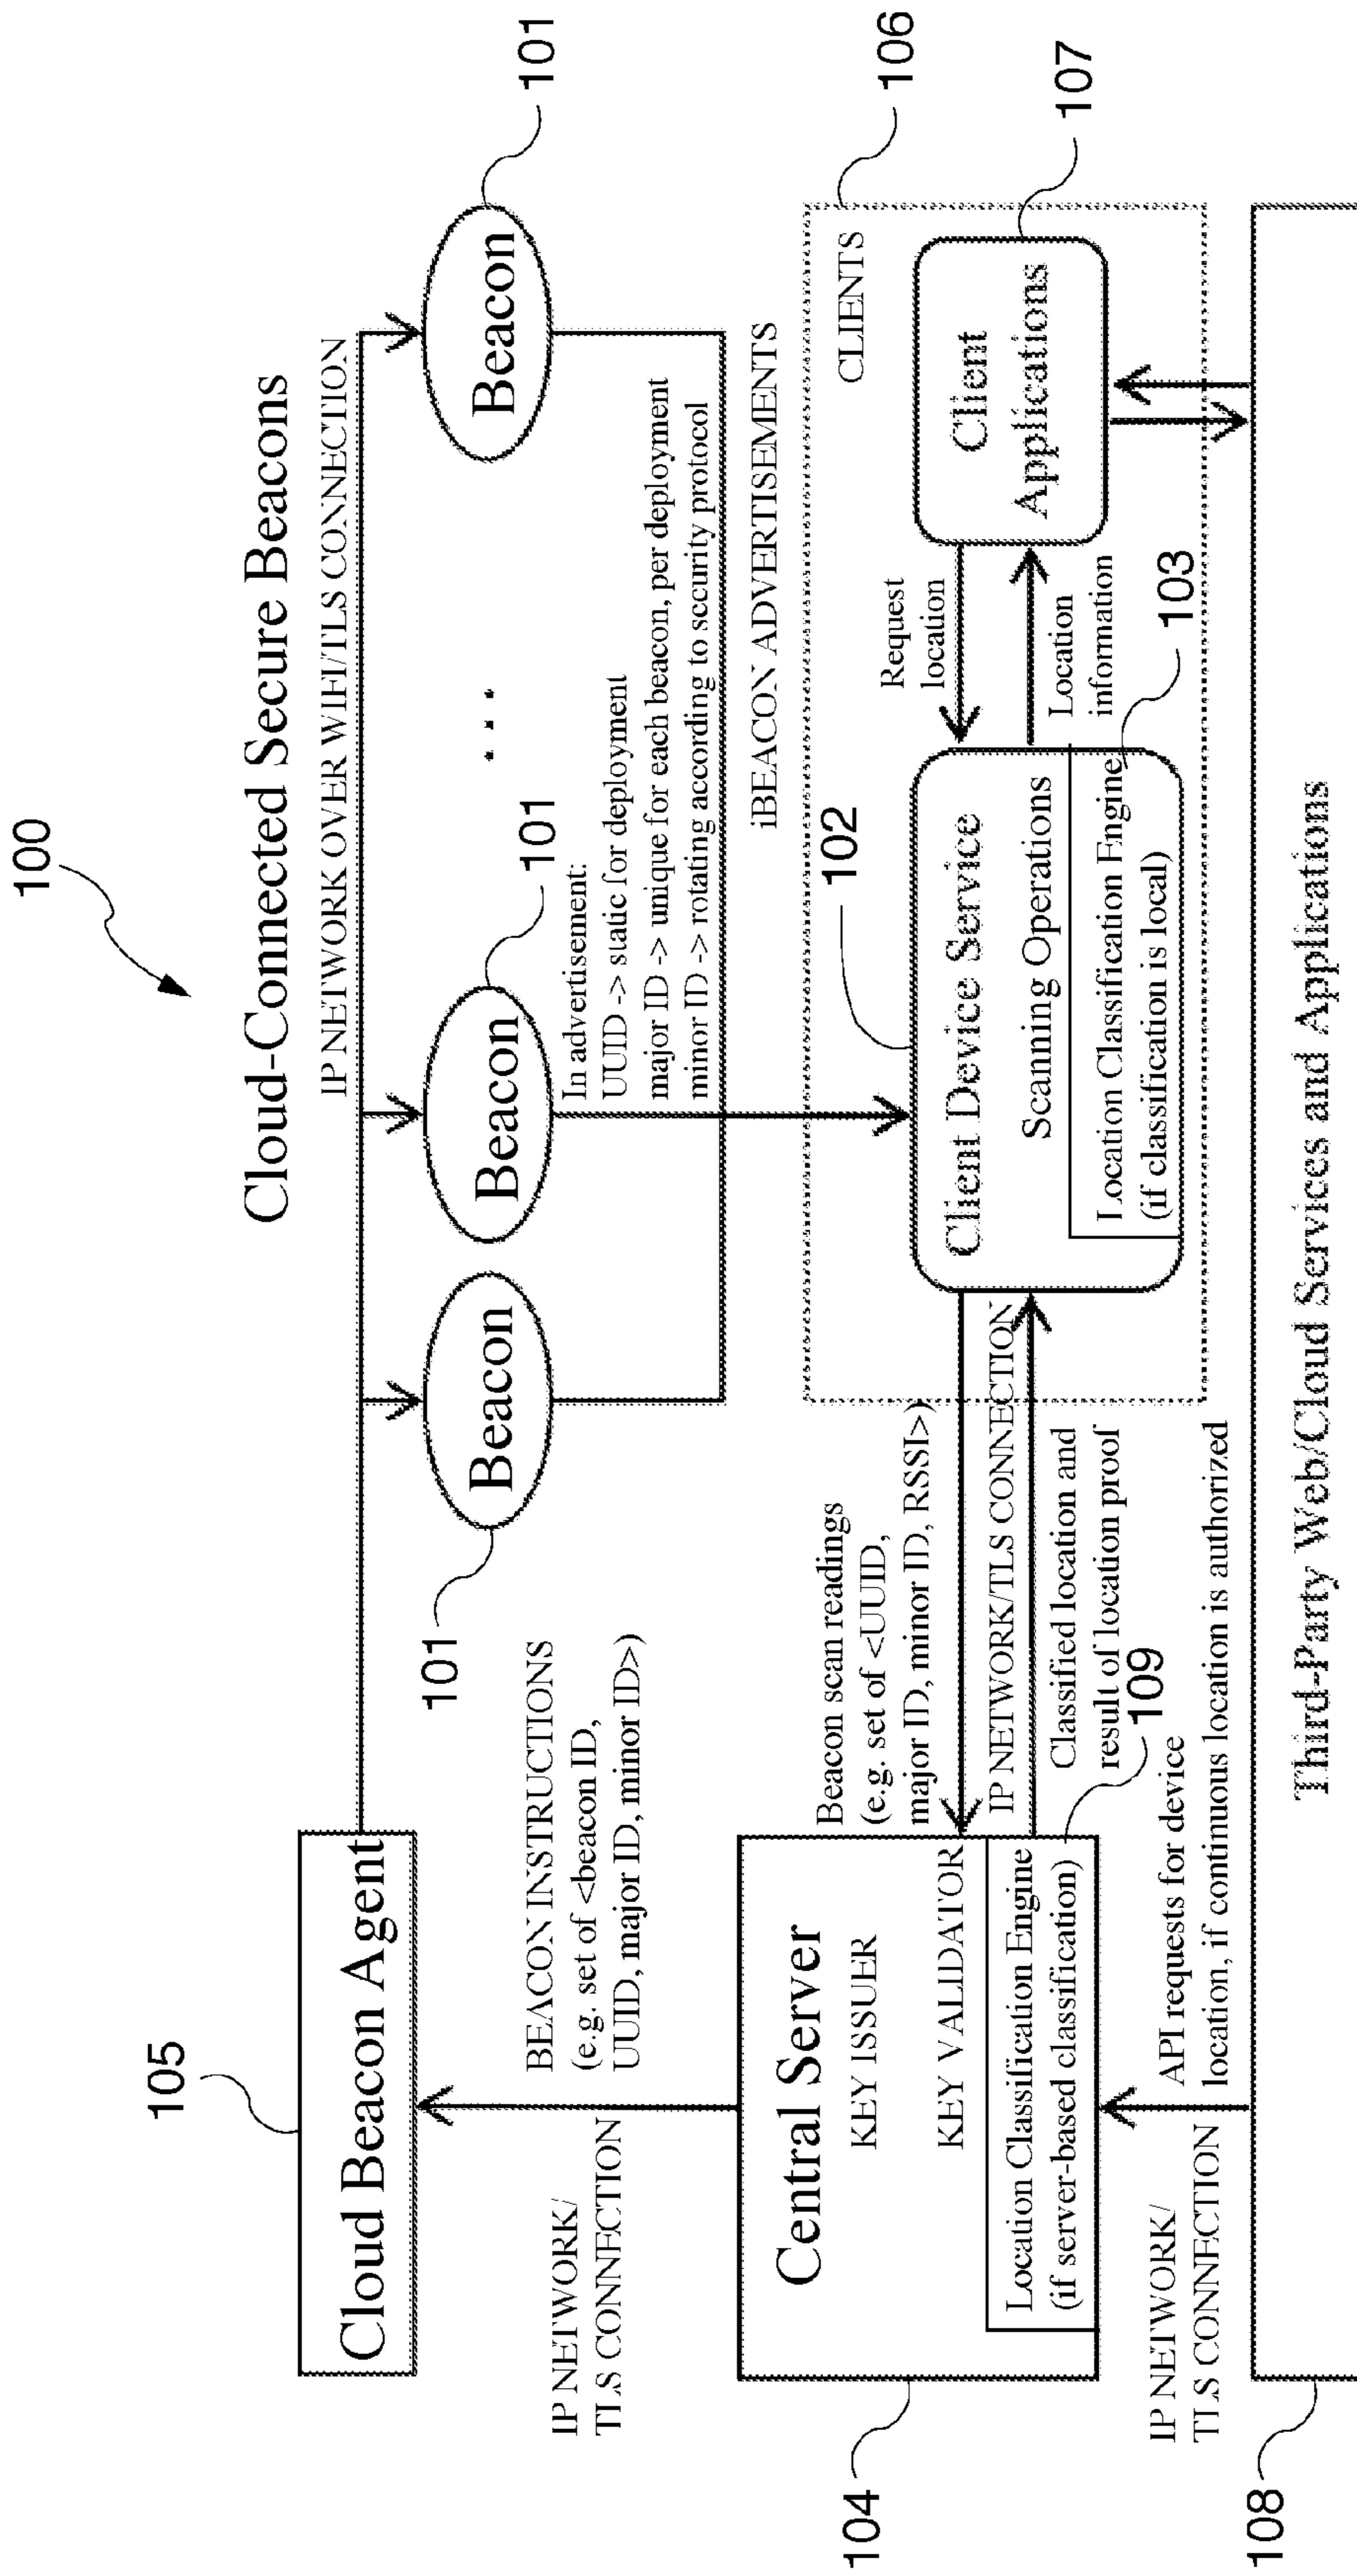 100
Cloud-Connected Secure Beacons
IP NETWORK OVER WIFI/TLS CONNECTION
105
Cloud Beacon Agent
Beacon
101
Beacon
101
...
Beacon
101
BEACON INSTRUCTIONS
(e.g. set of <beacon ID,
UUID, major ID, minor ID>)
IP NETWORK/
TLS CONNECTION
In advertisement:
UUID -> static for deployment
major ID -> unique for each beacon, per deployment
minor ID -> rotating according to security protocol
iBEACON ADVERTISEMENTS
104
Central Server
KEY ISSUER
KEY VALIDATOR
Location Classification Engine
(if server-based classification)
109
Beacon scan readings
(e.g. set of <UUID,
major ID, minor ID, RSSI>)
IP NETWORK/TLS CONNECTION
Classified location and
result of location proof
CLIENTS
106
102
Client Device Service
Scanning Operations
Location Classification Engine
(if classification is local)
103
Request
location
Location
information
Client
Applications
107
IP NETWORK/
TLS CONNECTION
API requests for device
location, if continuous location is authorized
108
Third-Party Web/Cloud Services and Applications